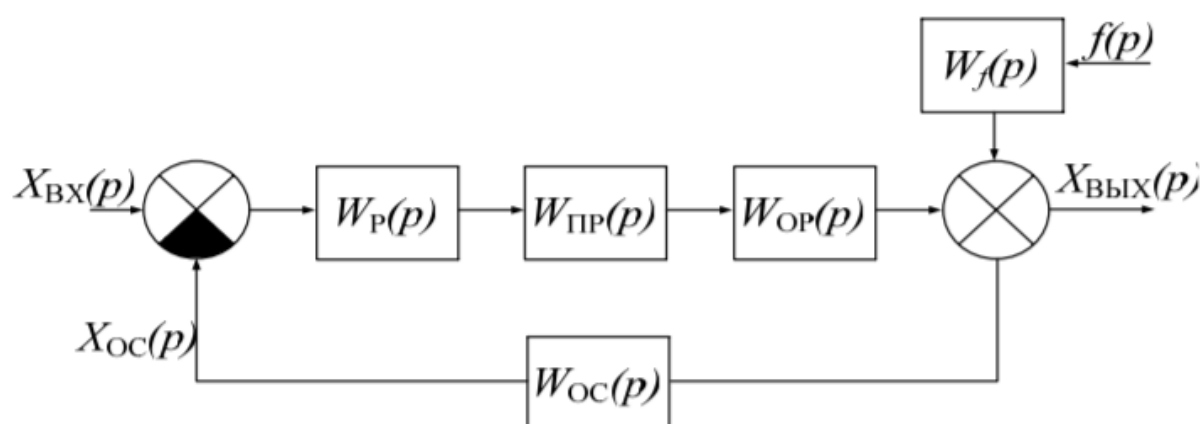 f(p)
W_f(p)
X_ВХ(p)
W_Р(p)
W_ПР(p)
W_ОР(p)
X_ВЫХ(p)
X_ОС(p)
W_ОС(p)